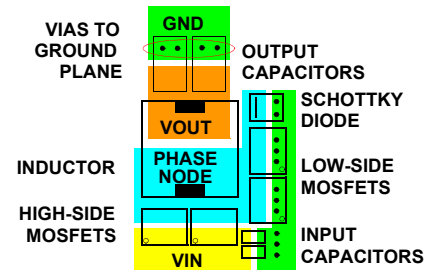 GND
VIAS TO
GROUND
PLANE
OUTPUT
CAPACITORS
SCHOTTKY
DIODE
VOUT
INDUCTOR
PHASE
NODE
LOW-SIDE
MOSFETS
HIGH-SIDE
MOSFETS
INPUT
CAPACITORS
VIN